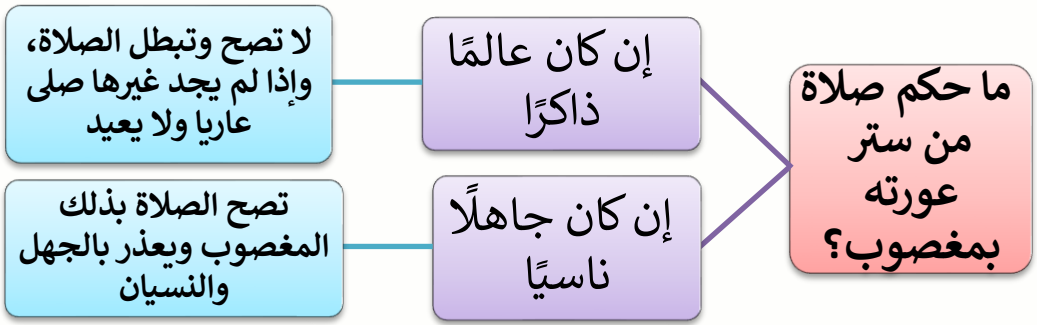 ما حكم صلاة
من ستر
عورته
بمغصوب؟
إن كان عالمًا
ذاكرًا
لا تصح وتبطل الصلاة،
وإذا لم يجد غيرها صلى
عاريا ولا يعيد
إن كان جاهلًا
ناسيًا
تصح الصلاة بذلك
المغصوب ويعذر بالجهل
والنسيان